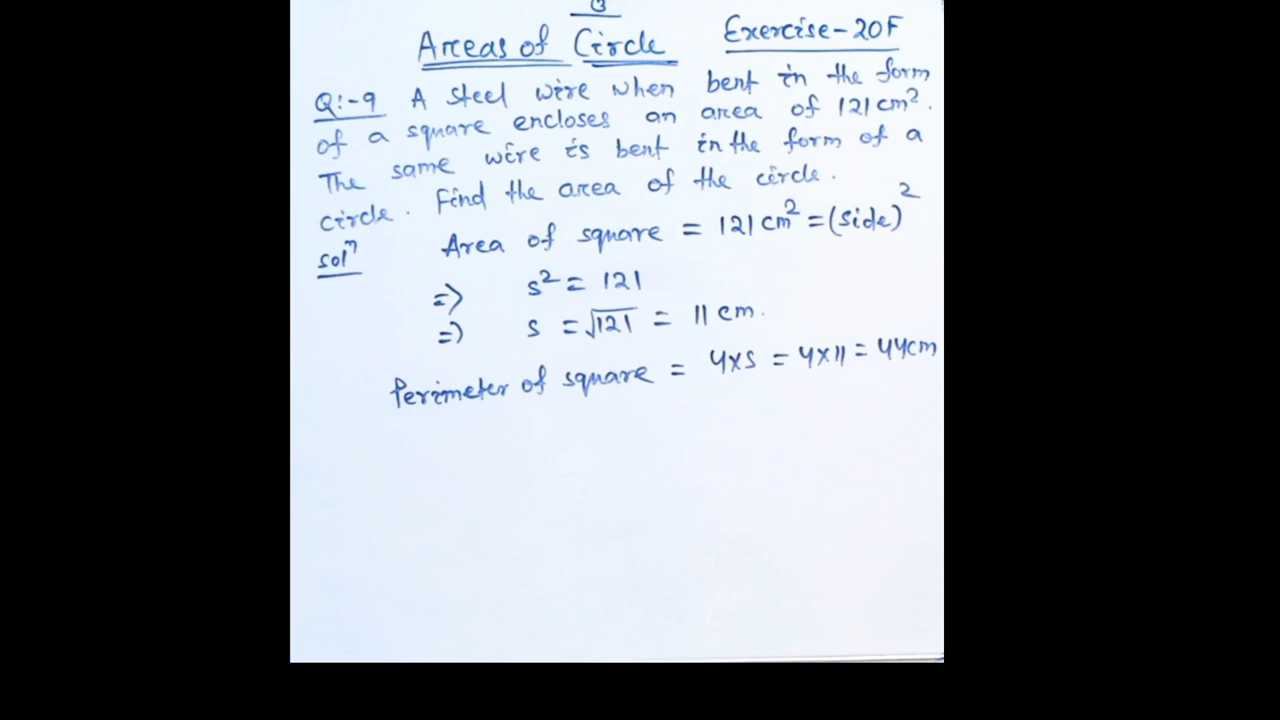 3
Areas of Circle Exercise-20F
Q:-9 A steel wire when bent in the form
of a square encloses an area of 121 cm².
The same wire is bent in the form of a
circle. Find the area of the circle.
Solⁿ Area of square = 121 cm² = (side)²
=> s² = 121
=> s = √121 = 11 cm.
Perimeter of square = 4×s = 4×11 = 44cm